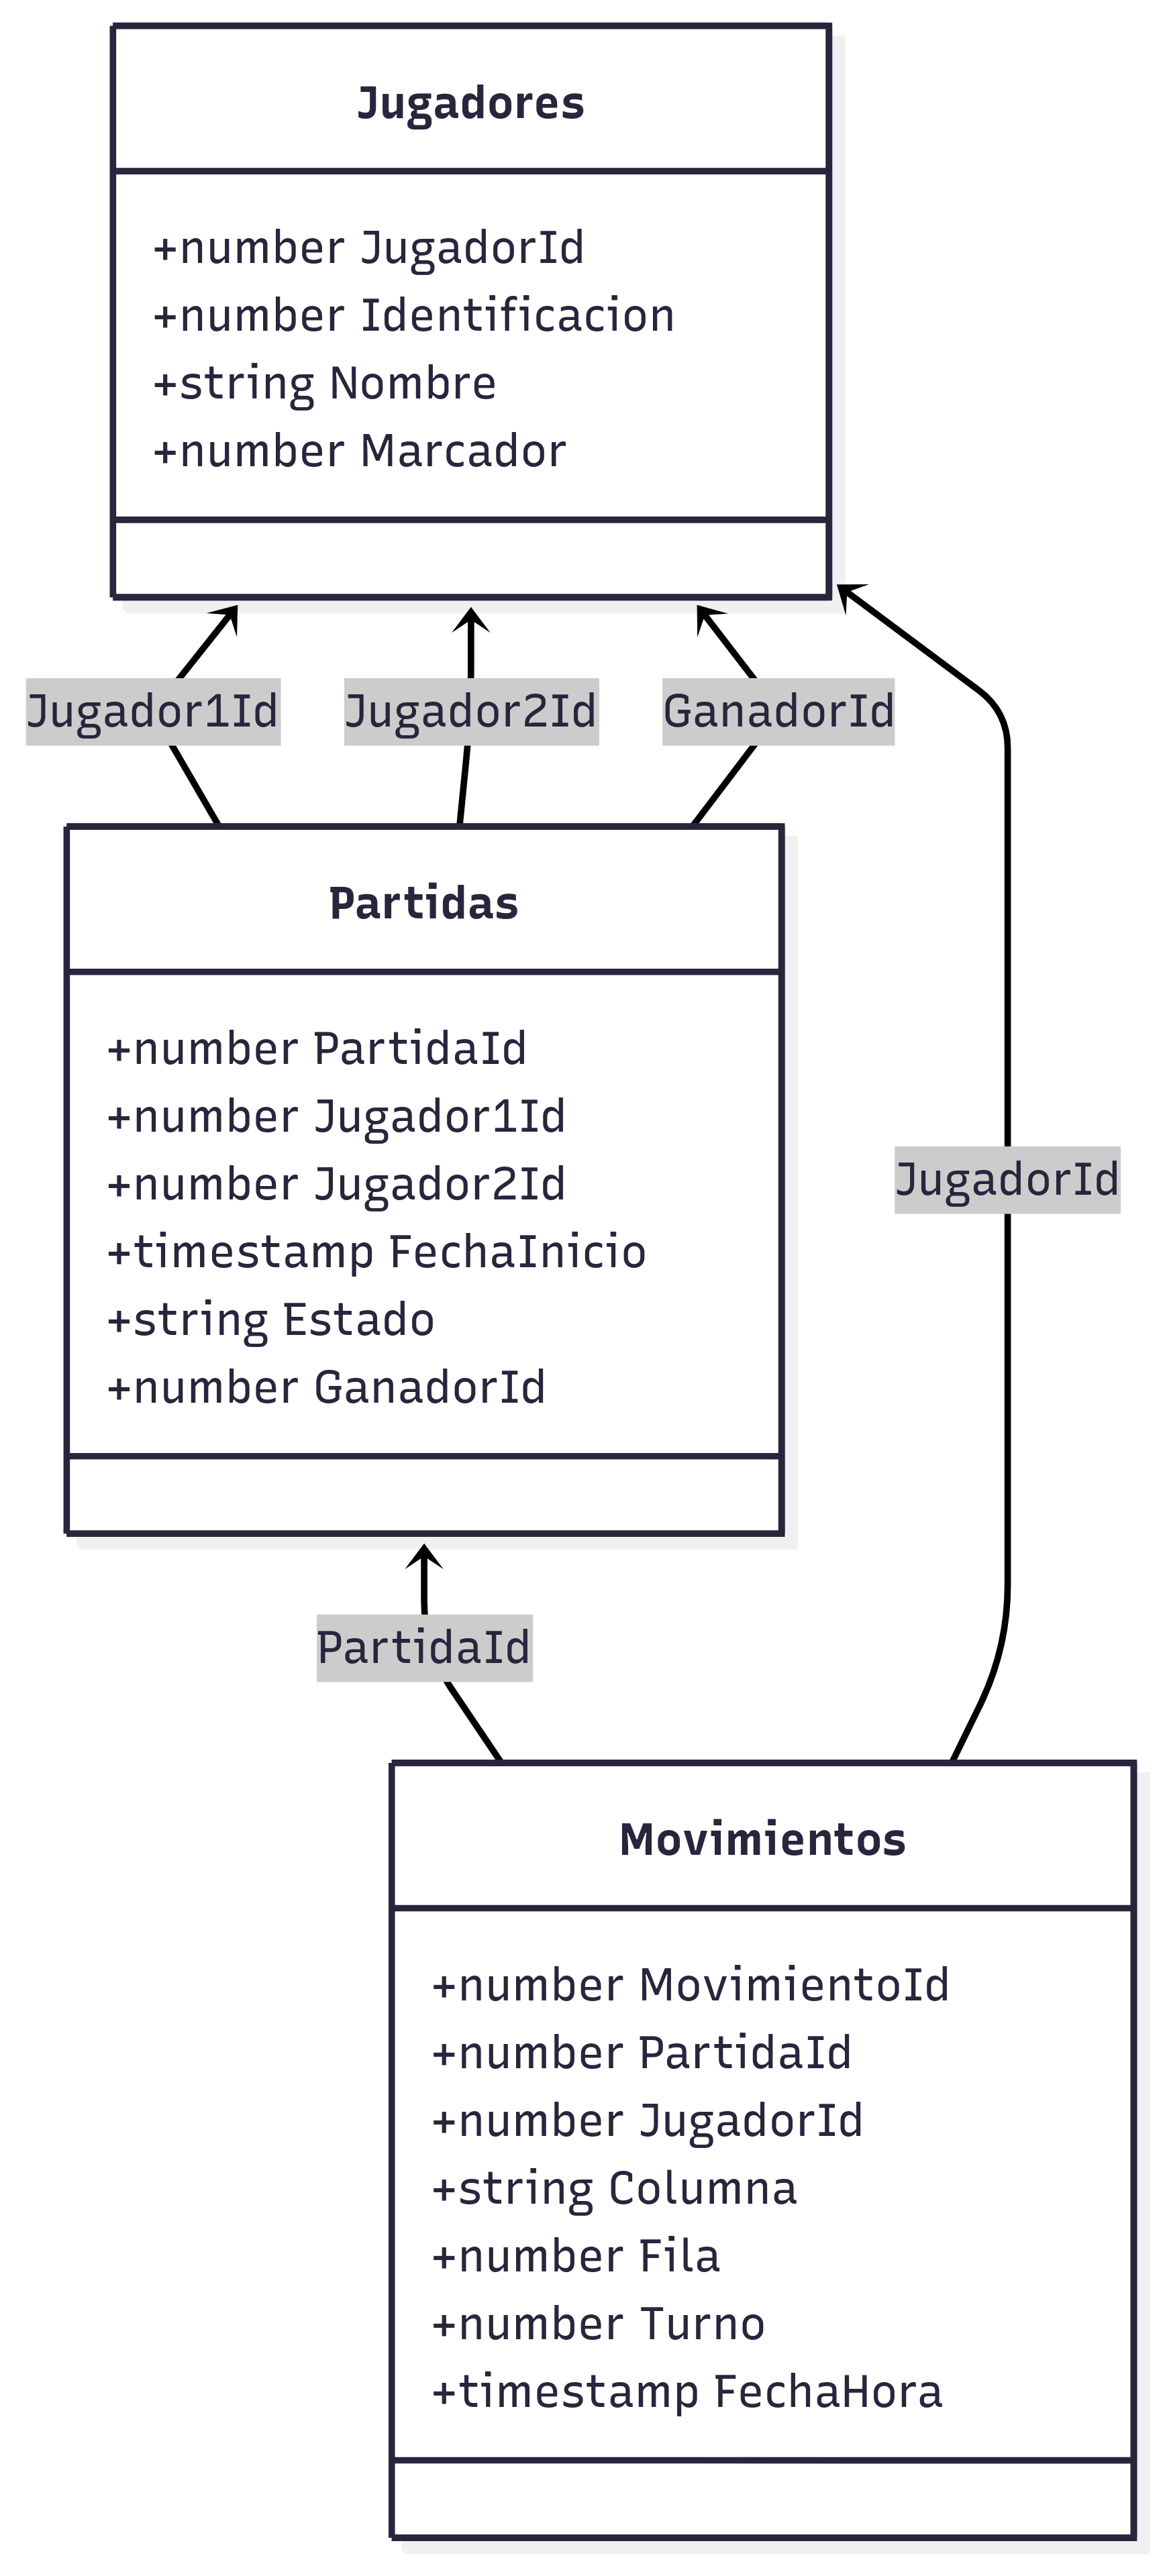 Jugadores
+number JugadorId
+number Identificacion
+string Nombre
+number Marcador
Jugador1Id
Jugador2Id
GanadorId
Partidas
+number PartidaId
+number Jugador1Id
+number Jugador2Id
+timestamp FechaInicio
+string Estado
+number GanadorId
JugadorId
PartidaId
Movimientos
+number MovimientoId
+number PartidaId
+number JugadorId
+string Columna
+number Fila
+number Turno
+timestamp FechaHora